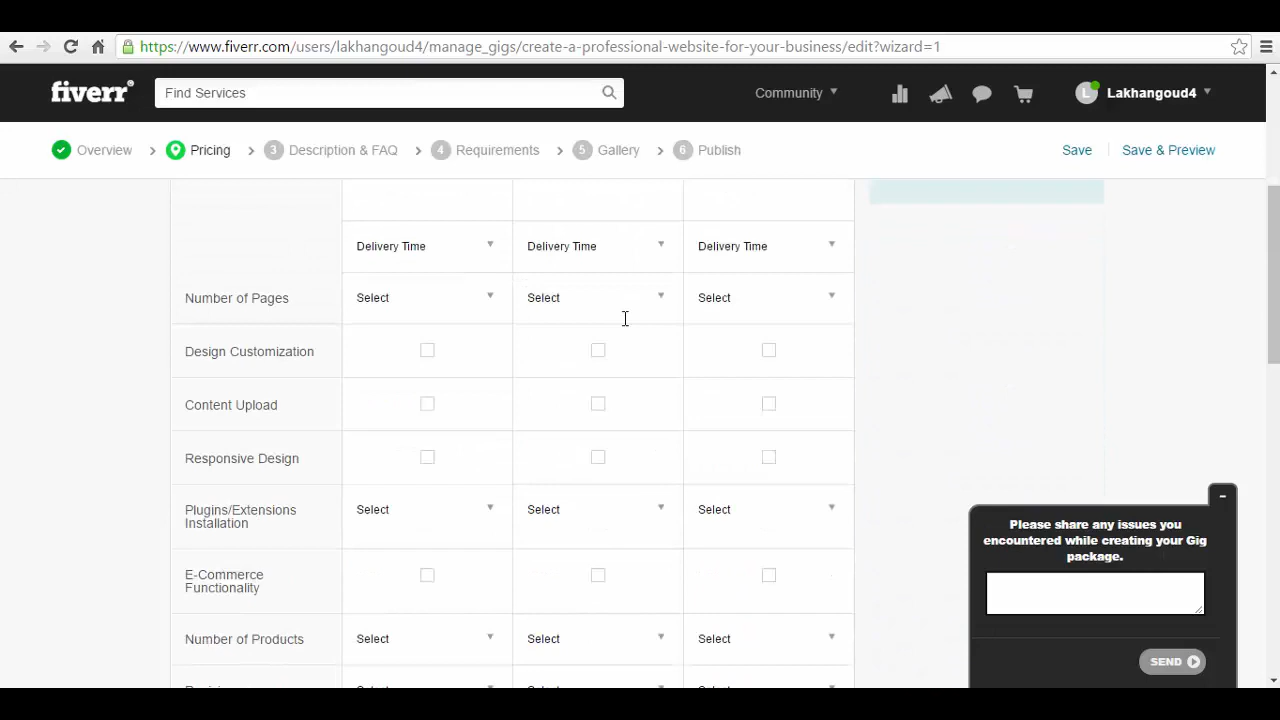 https://www.fiverr.com/users/lakhangoud4/manage_gigs/create-a-professional-website-for-your-business/edit?wizard=1
fiverr Find Services Community L Lakhangoud4
Overview Pricing 3 Description & FAQ 4 Requirements 5 Gallery 6 Publish Save Save & Preview
Delivery Time Delivery Time Delivery Time
Number of Pages Select Select Select
Design Customization
Content Upload
Responsive Design
Plugins/Extensions
Installation
Select Select Select
E-Commerce
Functionality
Number of Products Select Select Select
Please share any issues you
encountered while creating your Gig
package.
SEND